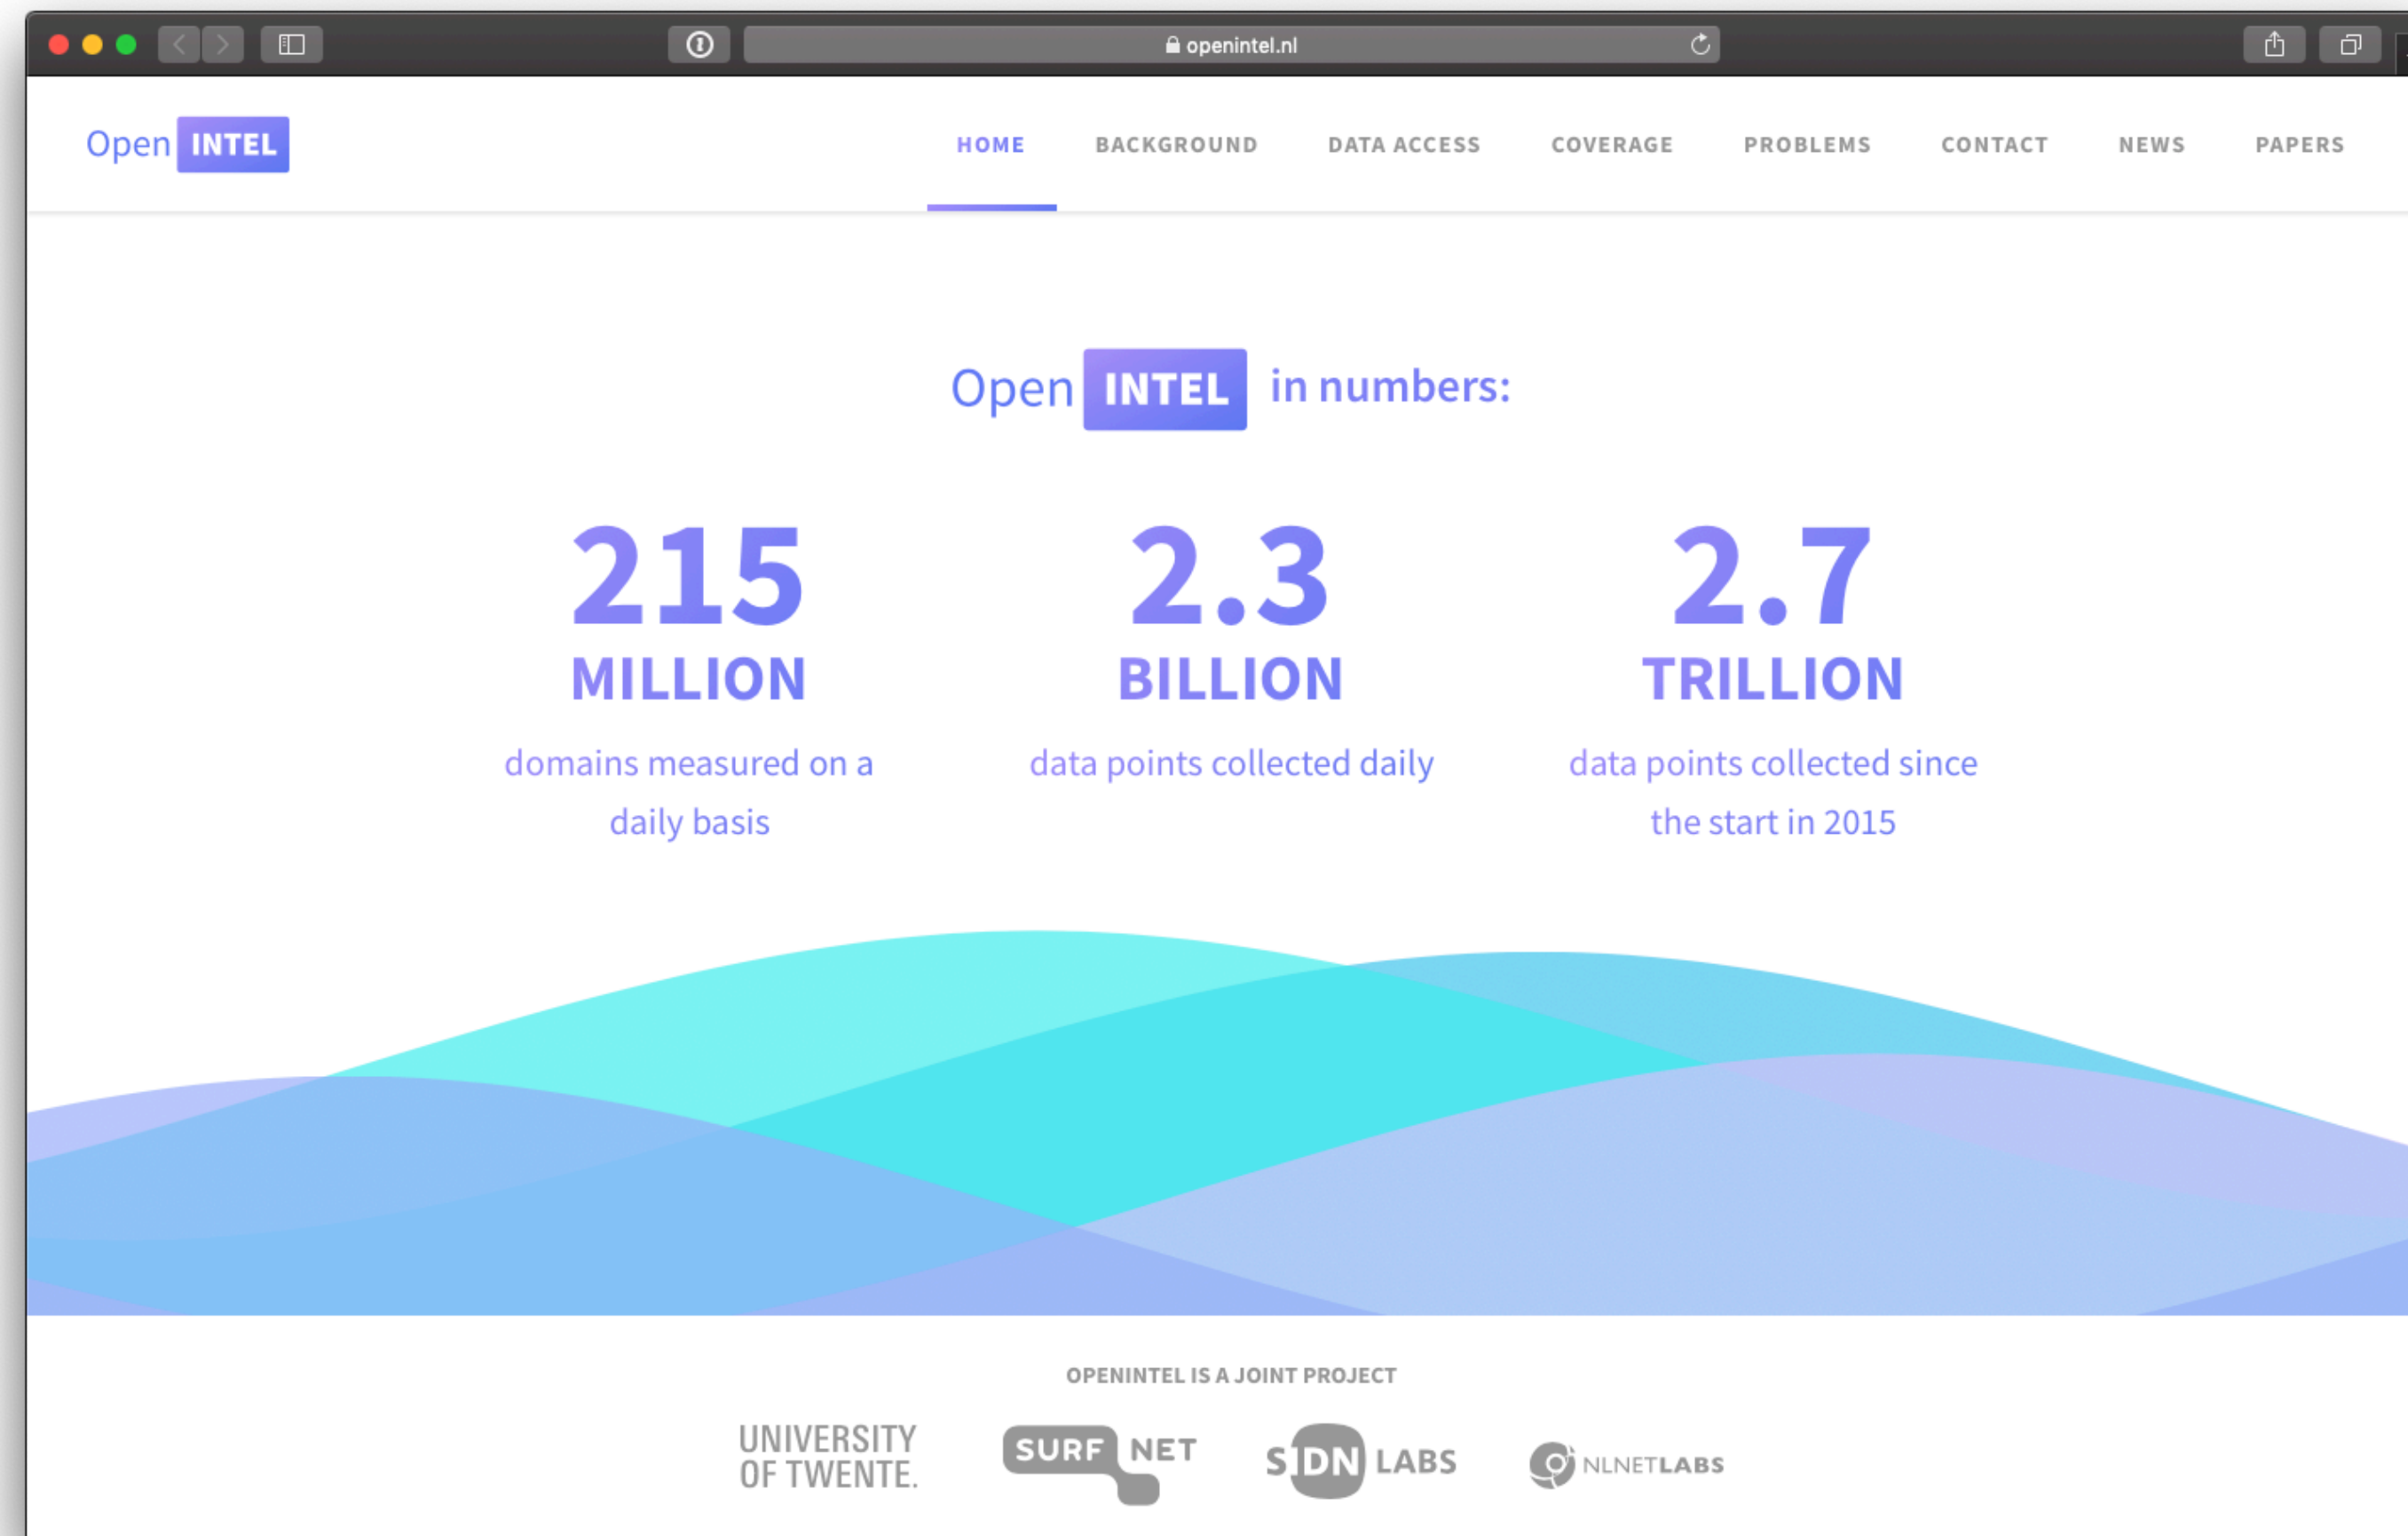 openintel.nl
Open INTEL
HOME BACKGROUND DATA ACCESS COVERAGE PROBLEMS CONTACT NEWS PAPERS
Open INTEL in numbers:
215 2.3 2.7
MILLION BILLION TRILLION
domains measured on a data points collected daily data points collected since
daily basis the start in 2015
OPENINTEL IS A JOINT PROJECT
UNIVERSITY
OF TWENTE.
SURF NET
SIDN LABS
NLNETLABS